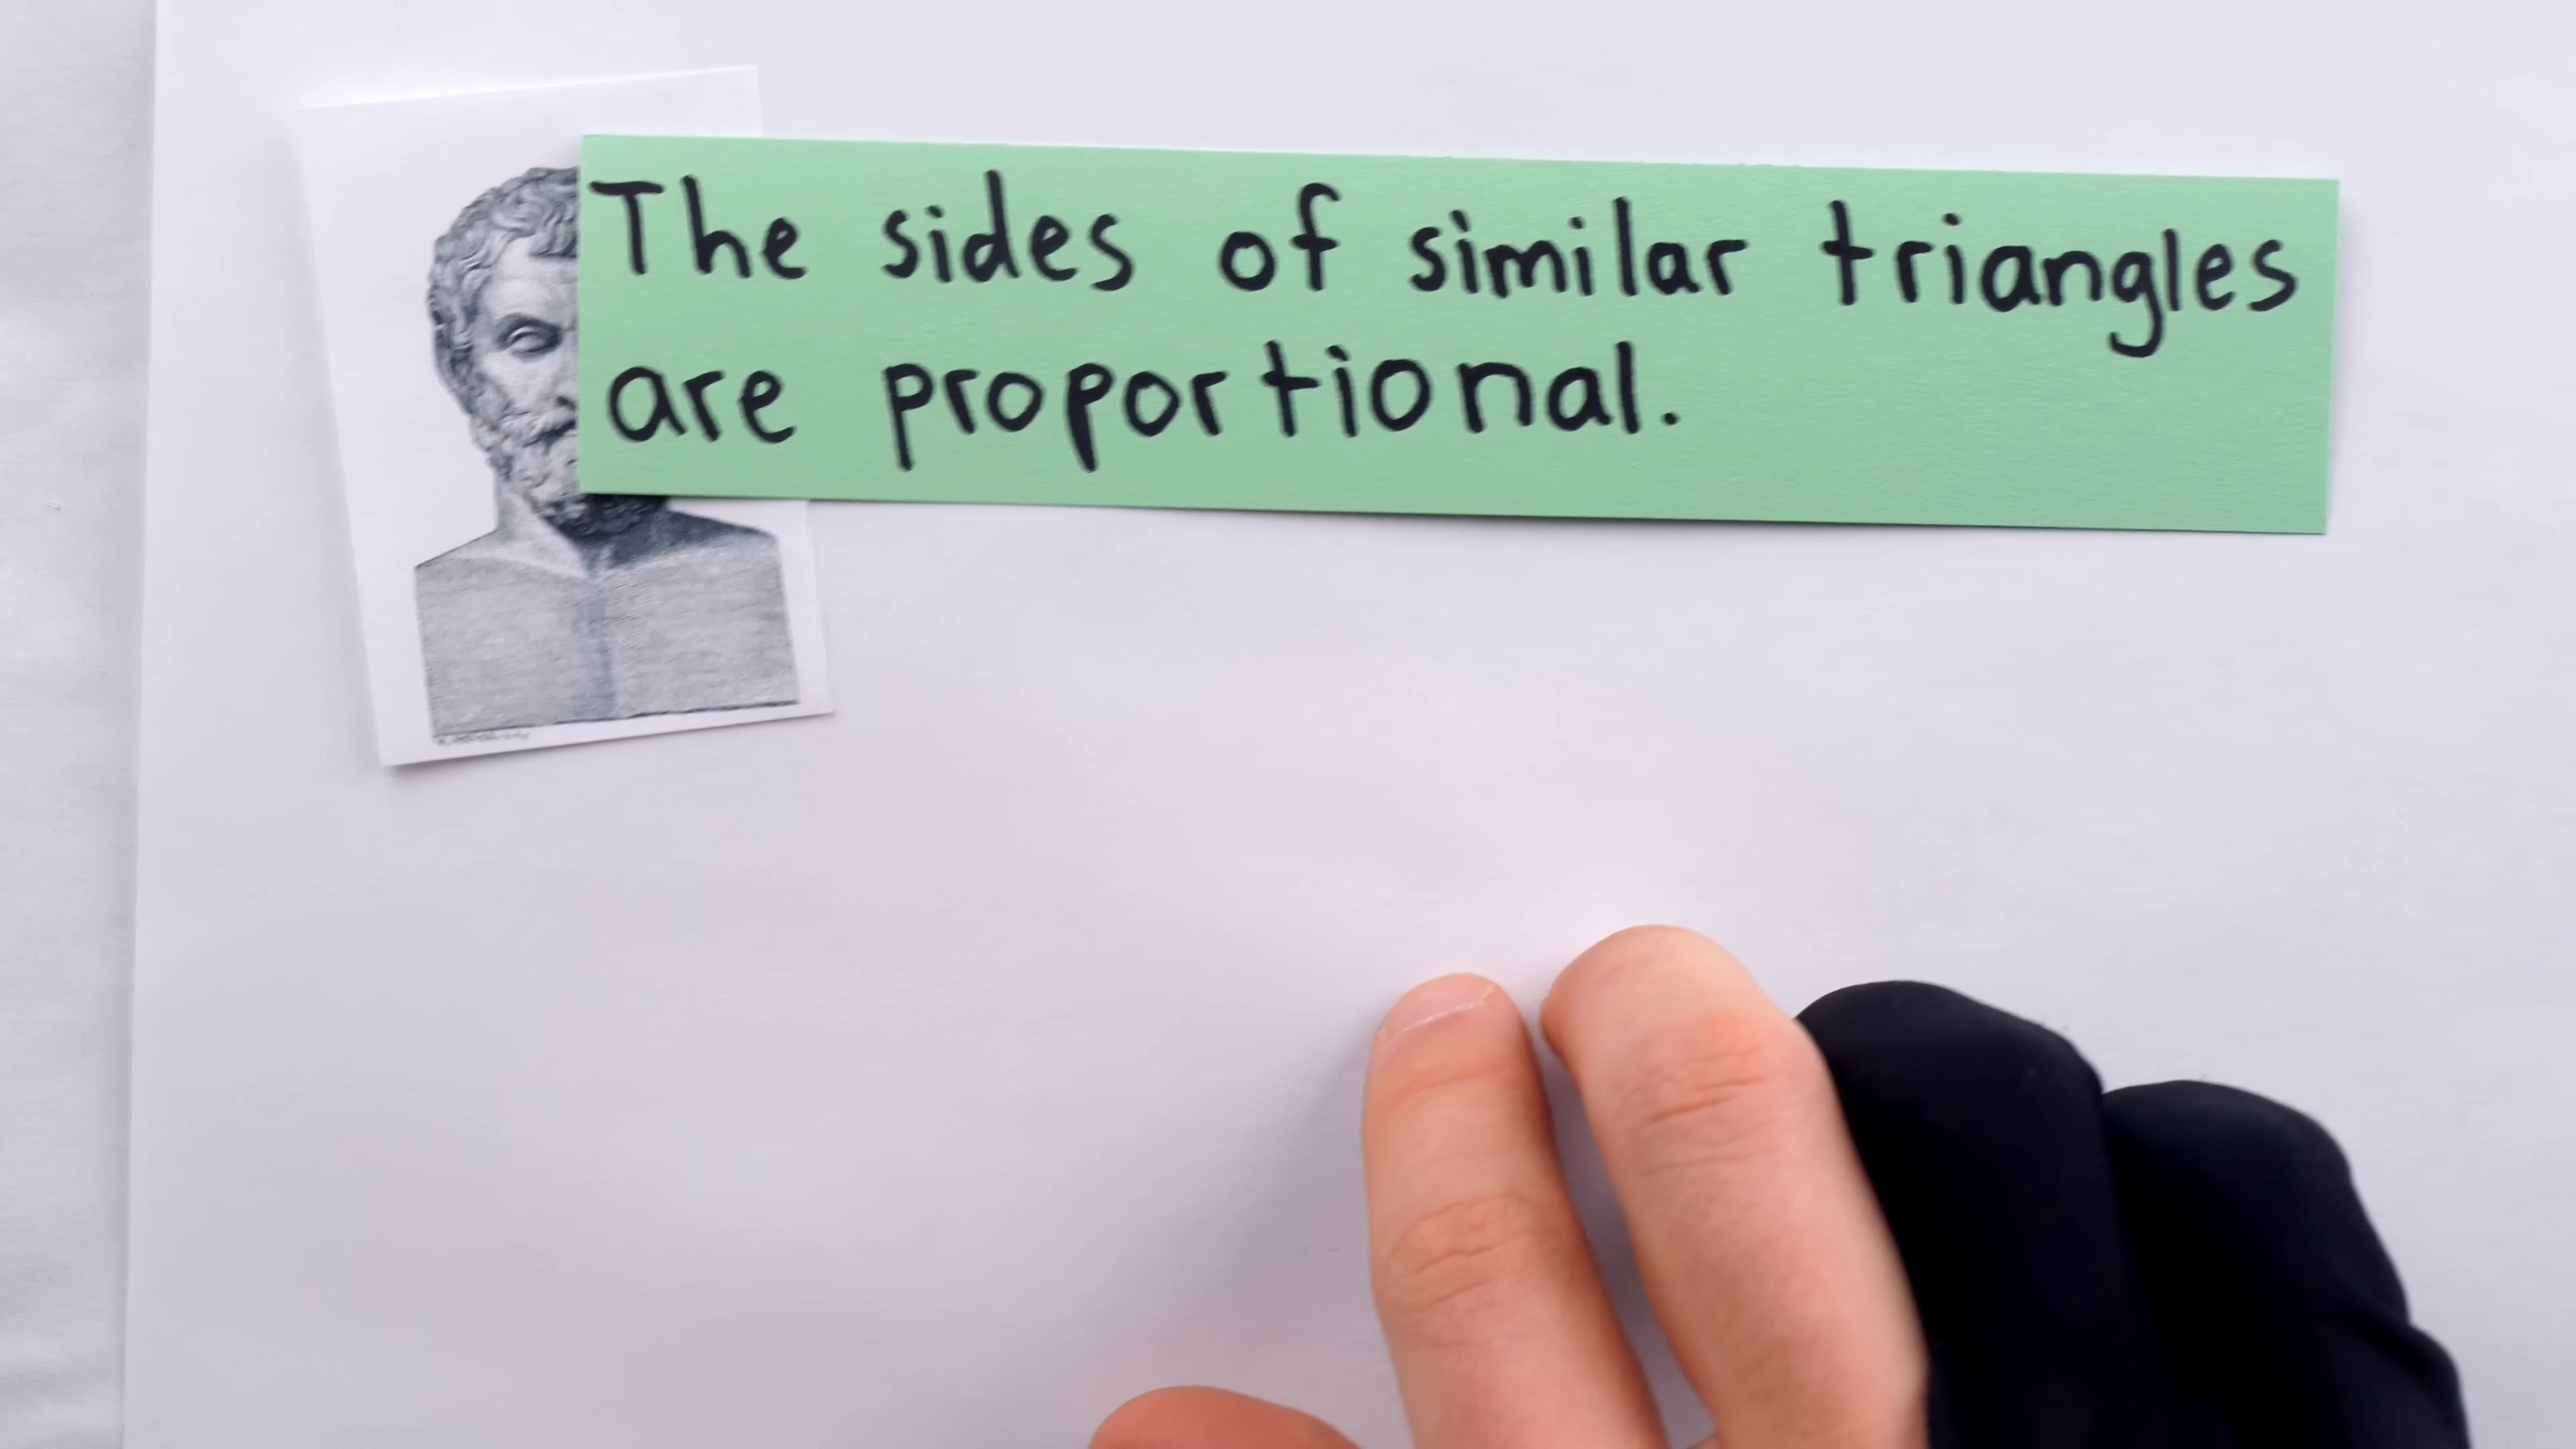 The sides of similar triangles
are proportional.